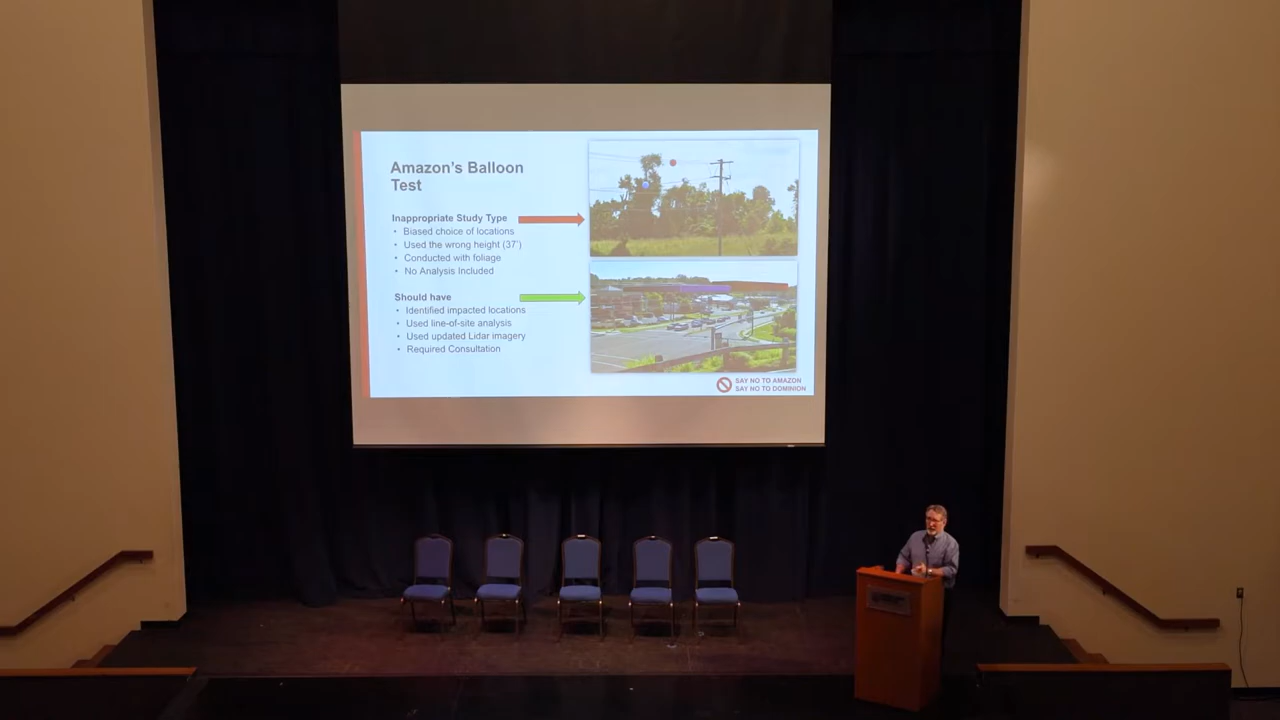 Amazon's Balloon
Test
Inappropriate Study Type
• Biased choice of locations
• Used the wrong height (37')
• Conducted with foliage
• No Analysis Included
Should have
• Identified impacted locations
• Used line-of-site analysis
• Used updated Lidar imagery
• Required Consultation
SAY NO TO AMAZON
SAY NO TO DOMINION